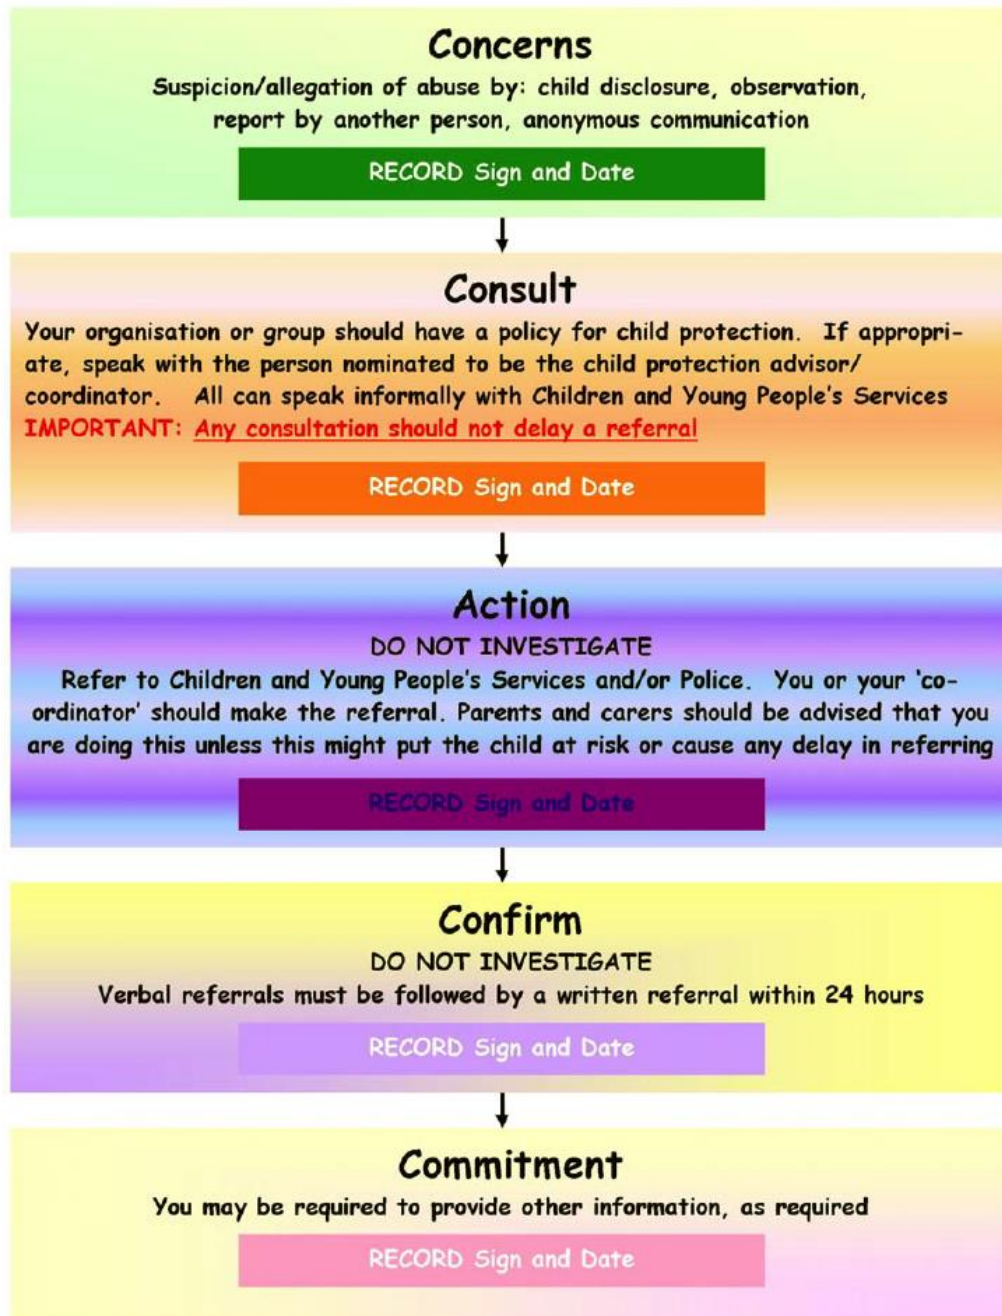 Concerns
Suspicion/allegation of abuse by: child disclosure, observation,
report by another person, anonymous communication
RECORD Sign and Date
Consult
Your organisation or group should have a policy for child protection. If appropri-
ate, speak with the person nominated to be the child protection advisor/
coordinator. All can speak informally with Children and Young People's Services
IMPORTANT: Any consultation should not delay a referral
RECORD Sign and Date
Action
DO NOT INVESTIGATE
Refer to Children and Young People's Services and/or Police. You or your 'co-
ordinator' should make the referral. Parents and carers should be advised that you
are doing this unless this might put the child at risk or cause any delay in referring
RECORD Sign and Date
Confirm
DO NOT INVESTIGATE
Verbal referrals must be followed by a written referral within 24 hours
RECORD Sign and Date
Commitment
You may be required to provide other information, as required
RECORD Sign and Date